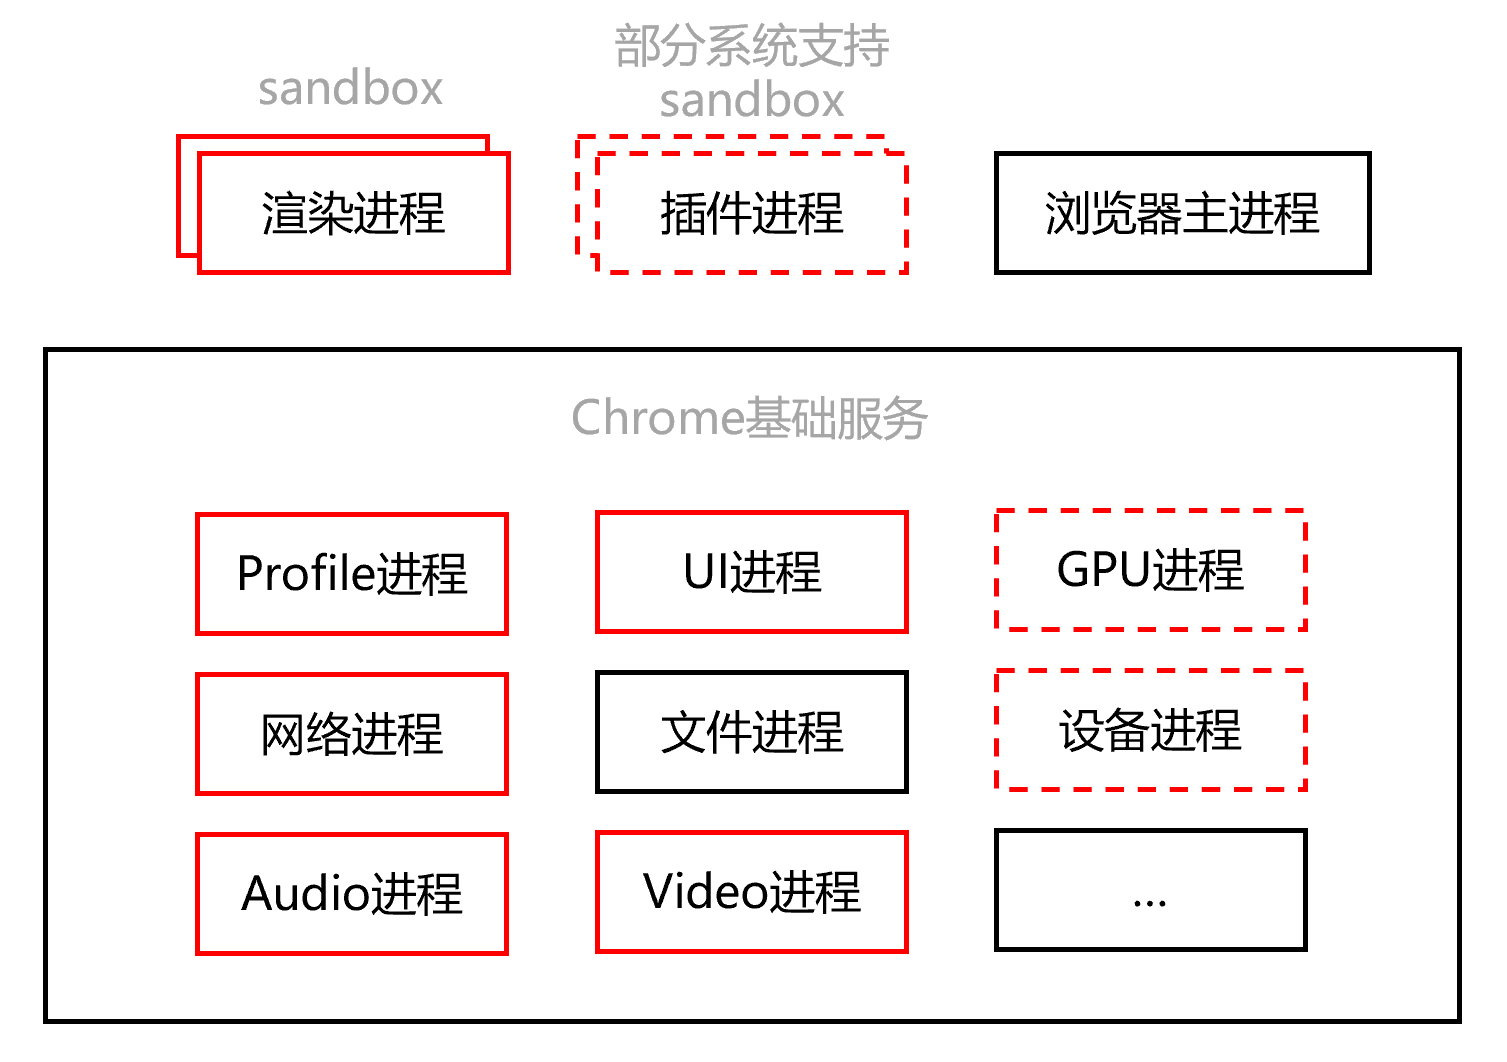 sandbox
部分系统支持
sandbox
渲染进程
插件进程
浏览器主进程
Chrome基础服务
Profile进程
UI进程
GPU进程
网络进程
文件进程
设备进程
Audio进程
Video进程
...